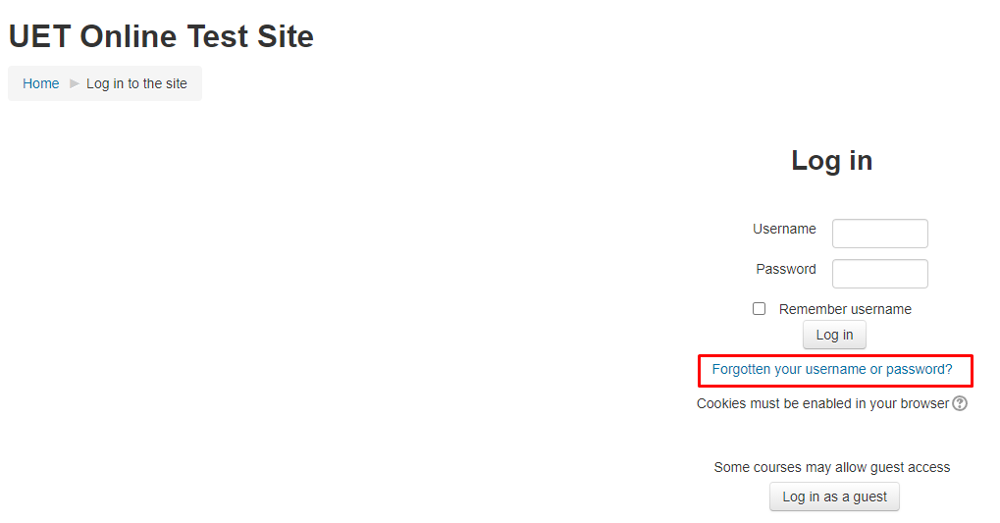 UET Online Test Site
Home ► Log in to the site
Log in
Username
Password
Remember username
Log in
Forgotten your username or password?
Cookies must be enabled in your browser ?
Some courses may allow guest access
Log in as a guest